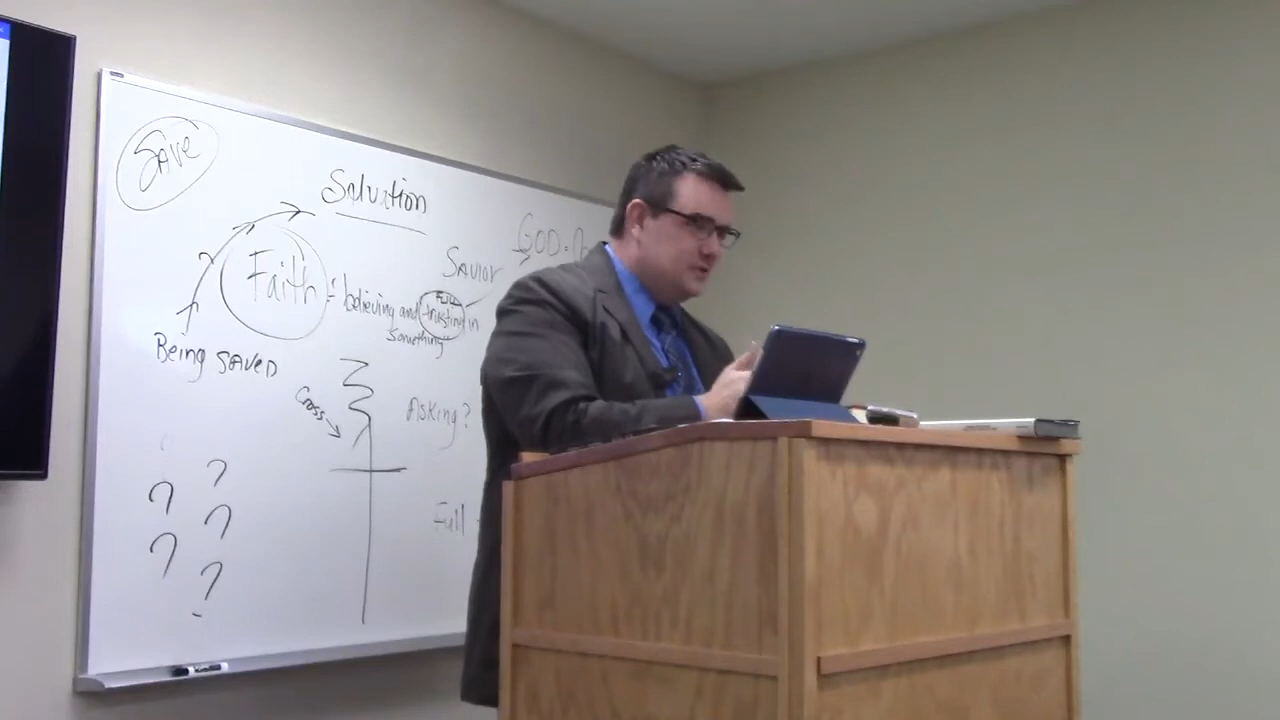 Save
Salvation
GOD =
Savior
Faith = believing and Full trusting in
something"
Being SAVED
Cross
Asking?
?
?
?
?
?
Full